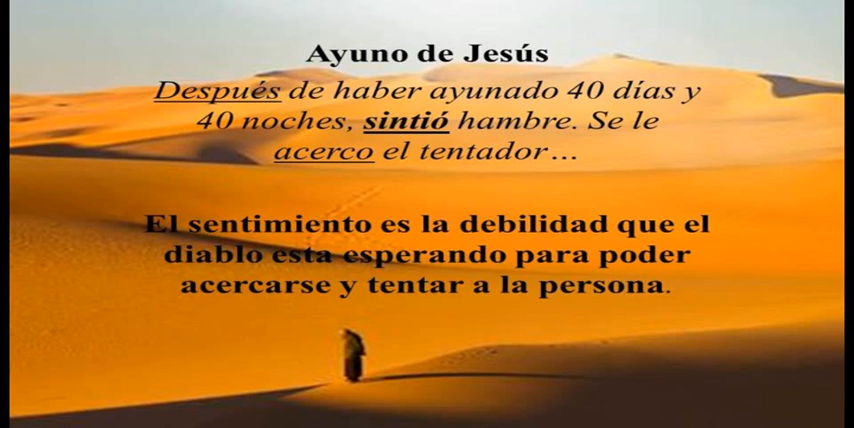 Ayuno de Jesús
Después de haber ayunado 40 días y
40 noches, sintió hambre. Se le
acerco el tentador…
El sentimiento es la debilidad que el
diablo esta esperando para poder
acercarse y tentar a la persona.